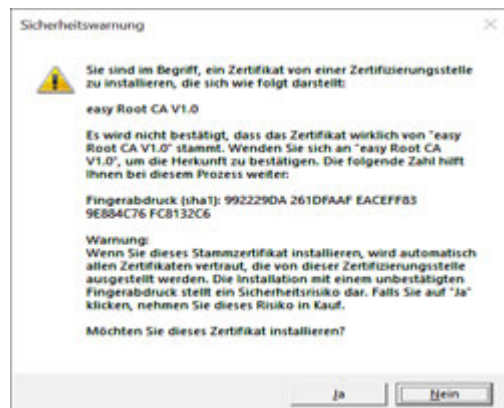 Sicherheitswarnung
Sie sind im Begriff, ein Zertifikat von einer Zertifizierungsstelle
zu installieren, die sich wie folgt darstellt:
easy Root CA V1.0
Es wird nicht bestätigt, dass das Zertifikat wirklich von "easy
Root CA V1.0" stammt. Wenden Sie sich an "easy Root CA
V1.0", um die Herkunft zu bestätigen. Die folgende Zahl hilft
Ihnen bei diesem Prozess weiter:
Fingerabdruck (sha1): 992229DA 261DFAAF EACEFF83
9E884C76 FC8132C6
Warnung:
Wenn Sie dieses Stammzertifikat installieren, wird automatisch
allen Zertifikaten vertraut, die von dieser Zertifizierungsstelle
ausgestellt werden. Die Installation mit einem unbestätigten
Fingerabdruck stellt ein Sicherheitsrisiko dar. Falls Sie auf "Ja"
klicken, nehmen Sie dieses Risiko in Kauf.
Möchten Sie dieses Zertifikat installieren?
Ja
Nein